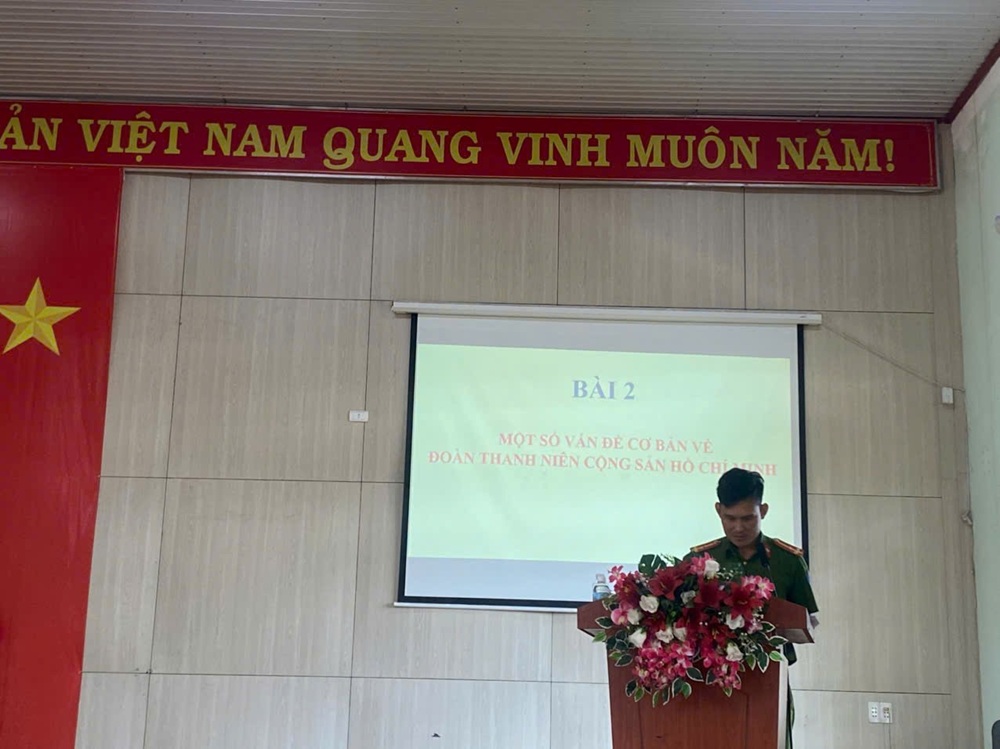 ẢN VIỆT NAM QUANG VINH MUÔN NĂM!
BÀI 2
MỘT SỐ VẤN ĐỀ CƠ BẢN VỀ
ĐOÀN THANH NIÊN CỘNG SẢN HỒ CHÍ MINH